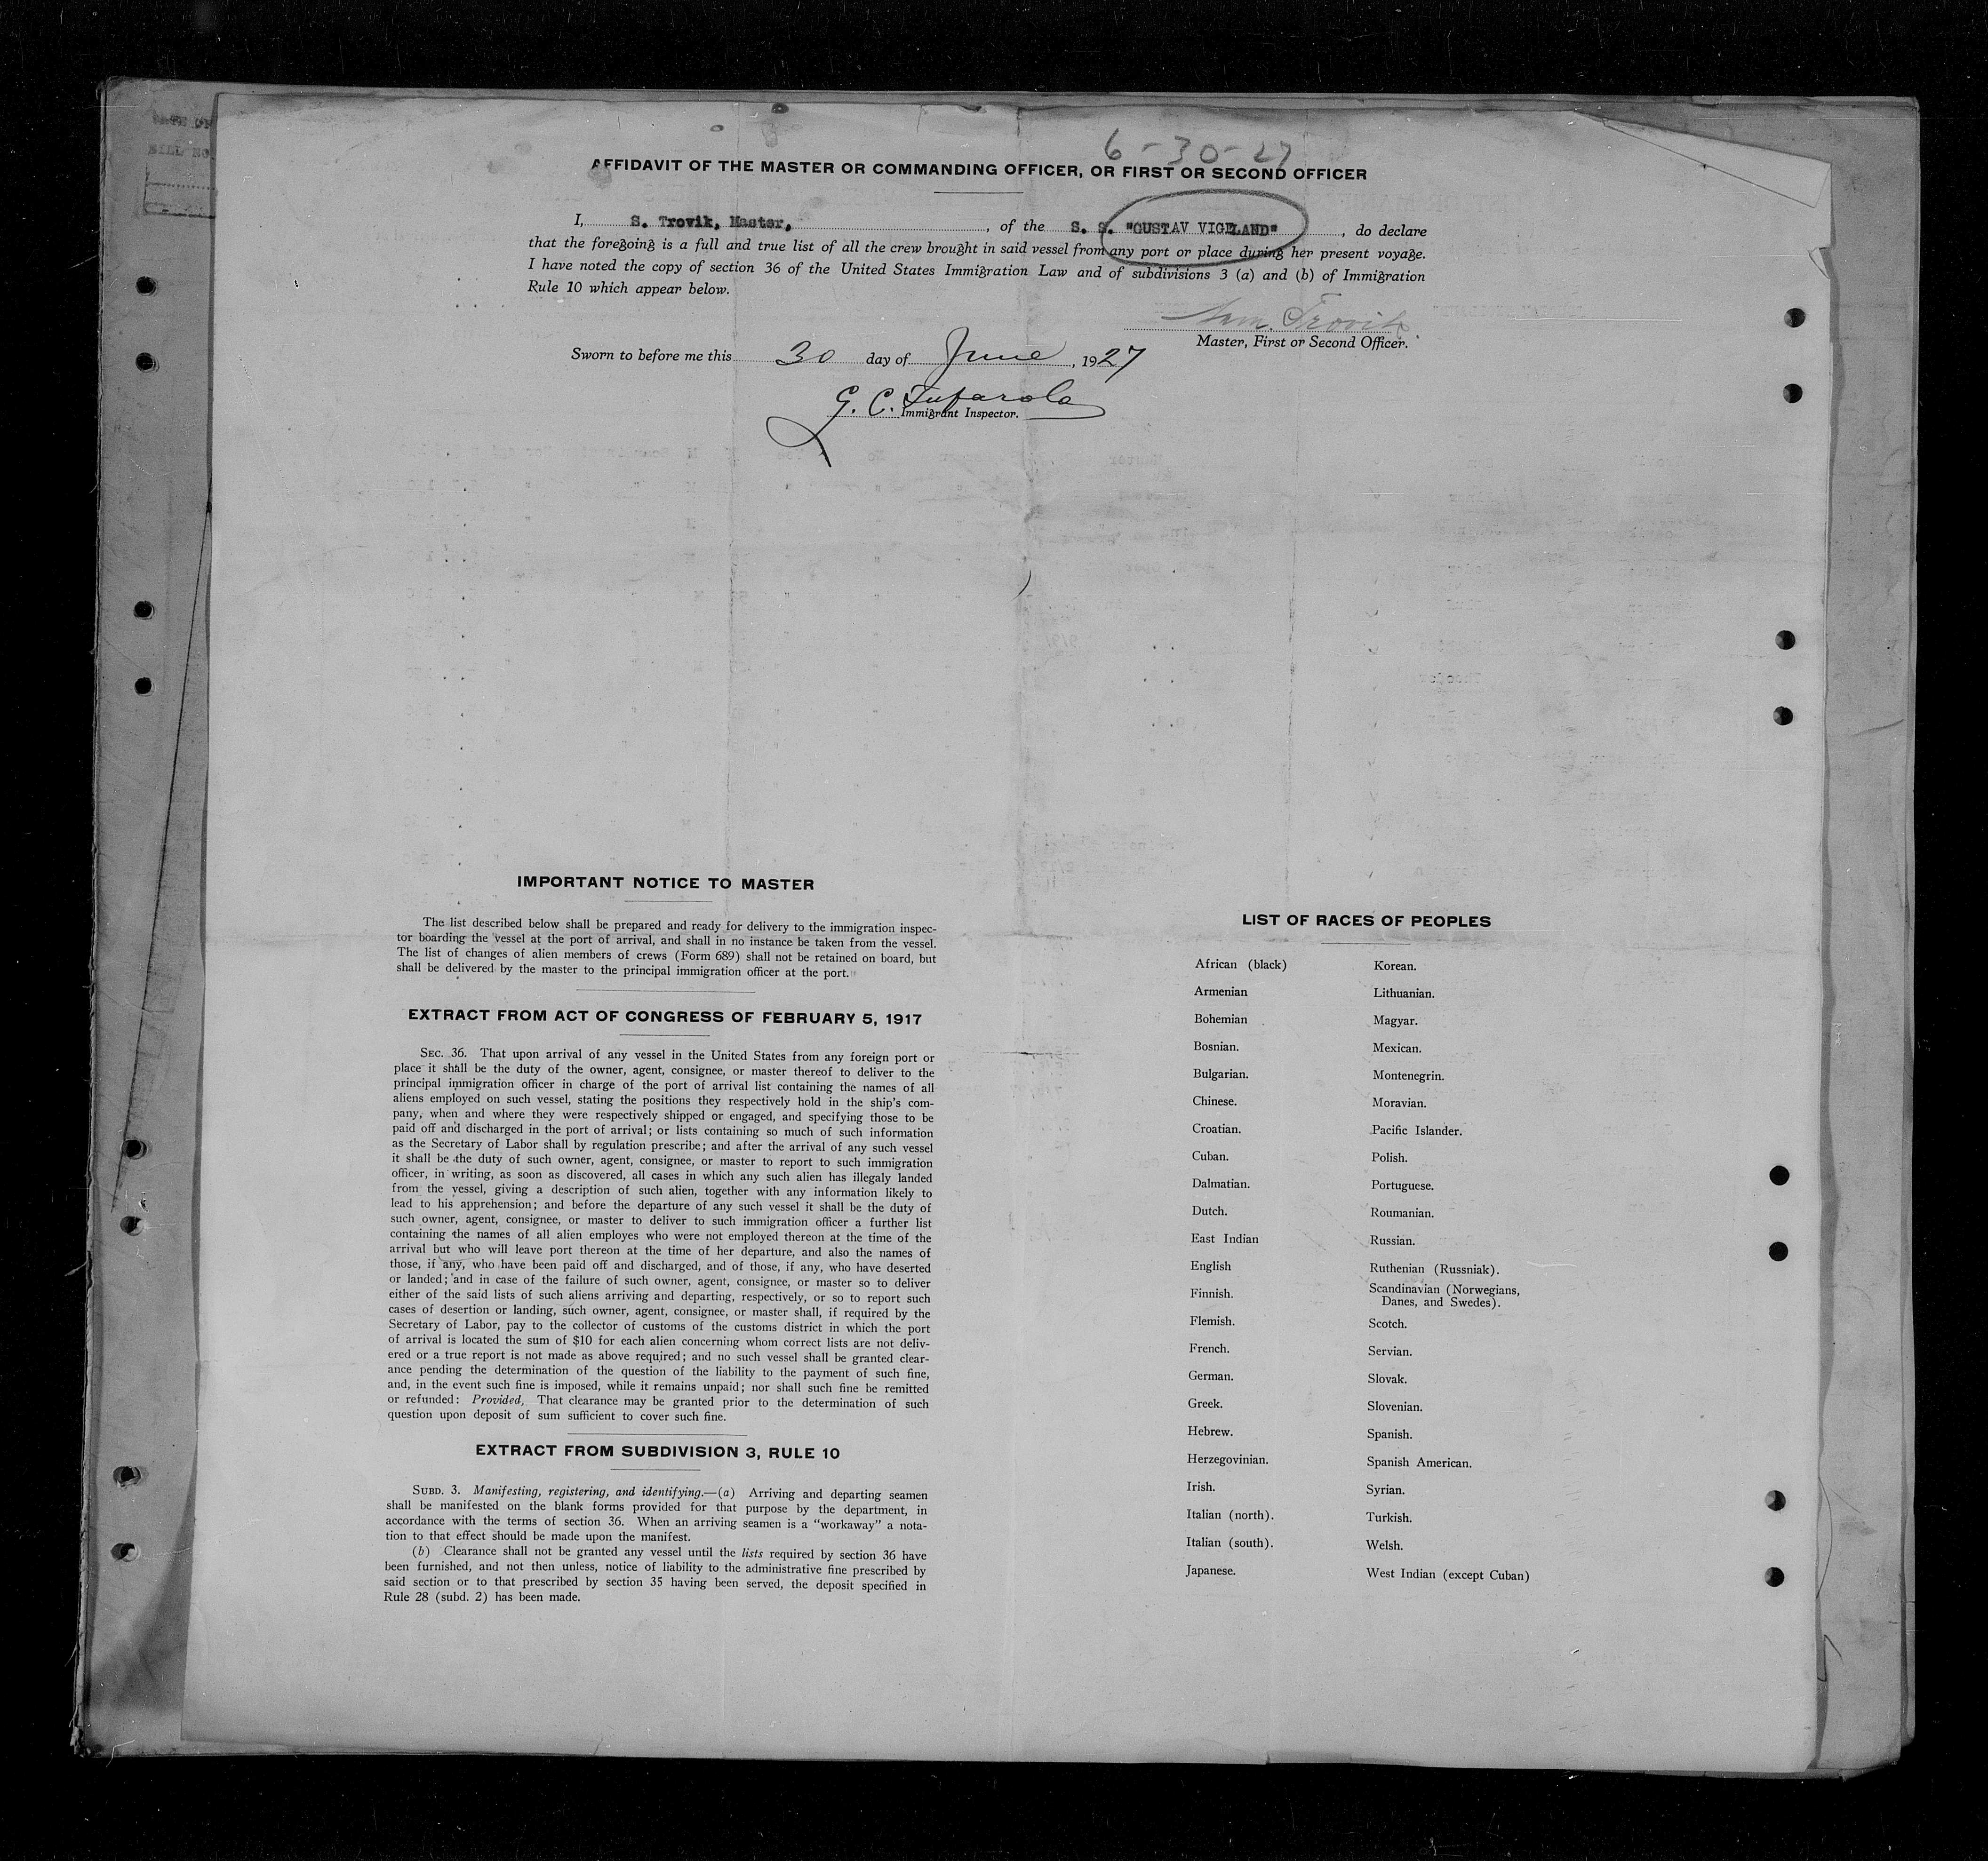 6-30-27
AFFIDAVIT OF THE MASTER OR COMMANDING OFFICER, OR FIRST OR SECOND OFFICER
I, S. Trovik, Master, , of the S. S. "GUSTAV VIGELAND" , do declare
that the foregoing is a full and true list of all the crew brought in said vessel from any port or place during her present voyage.
I have noted the copy of section 36 of the United States Immigration Law and of subdivisions 3 (a) and (b) of Immigration
Rule 10 which appear below.
Trovik
Master, First or Second Officer.
Sworn to before me this 30 day of June, 1927
G. C. Tufarolo
Immigrant Inspector.
IMPORTANT NOTICE TO MASTER
The list described below shall be prepared and ready for delivery to the immigration inspec-
tor boarding the vessel at the port of arrival, and shall in no instance be taken from the vessel.
The list of changes of alien members of crews (Form 689) shall not be retained on board, but
shall be delivered by the master to the principal immigration officer at the port.
EXTRACT FROM ACT OF CONGRESS OF FEBRUARY 5, 1917
SEC. 36. That upon arrival of any vessel in the United States from any foreign port or
place it shall be the duty of the owner, agent, consignee, or master thereof to deliver to the
principal immigration officer in charge of the port of arrival list containing the names of all
aliens employed on such vessel, stating the positions they respectively hold in the ship's com-
pany, when and where they were respectively shipped or engaged, and specifying those to be
paid off and discharged in the port of arrival; or lists containing so much of such information
as the Secretary of Labor shall by regulation prescribe; and after the arrival of any such vessel
it shall be the duty of such owner, agent, consignee, or master to report to such immigration
officer, in writing, as soon as discovered, all cases in which any such alien has illegally landed
from the vessel, giving a description of such alien, together with any information likely to
lead to his apprehension; and before the departure of any such vessel it shall be the duty of
such owner, agent, consignee, or master to deliver to such immigration officer a further list
containing the names of all alien employes who were not employed thereon at the time of the
arrival but who will leave port thereon at the time of her departure, and also the names of
those, if any, who have been paid off and discharged, and of those, if any, who have deserted
or landed; and in case of the failure of such owner, agent, consignee, or master so to deliver
either of the said lists of such aliens arriving and departing, respectively, or so to report such
cases of desertion or landing, such owner, agent, consignee, or master shall, if required by the
Secretary of Labor, pay to the collector of customs of the customs district in which the port
of arrival is located the sum of $10 for each alien concerning whom correct lists are not deliv-
ered or a true report is not made as above required; and no such vessel shall be granted clear-
ance pending the determination of the question of the liability to the payment of such fine,
and, in the event such fine is imposed, while it remains unpaid; nor shall such fine be remitted
or refunded: Provided, That clearance may be granted prior to the determination of such
question upon deposit of sum sufficient to cover such fine.
EXTRACT FROM SUBDIVISION 3, RULE 10
SUBD. 3. Manifesting, registering, and identifying.—(a) Arriving and departing seamen
shall be manifested on the blank forms provided for that purpose by the department, in
accordance with the terms of section 36. When an arriving seamen is a "workaway" a nota-
tion to that effect should be made upon the manifest.
(b) Clearance shall not be granted any vessel until the lists required by section 36 have
been furnished, and not then unless, notice of liability to the administrative fine prescribed by
said section or to that prescribed by section 35 having been served, the deposit specified in
Rule 28 (subd. 2) has been made.
LIST OF RACES OF PEOPLES
African (black) Korean.
Armenian Lithuanian.
Bohemian Magyar.
Bosnian. Mexican.
Bulgarian. Montenegrin.
Chinese. Moravian.
Croatian. Pacific Islander.
Cuban. Polish.
Dalmatian. Portuguese.
Dutch. Roumanian.
East Indian Russian.
English Ruthenian (Russniak).
Finnish. Scandinavian (Norwegians,
Danes, and Swedes).
Flemish. Scotch.
French. Servian.
German. Slovak.
Greek. Slovenian.
Hebrew. Spanish.
Herzegovinian. Spanish American.
Irish. Syrian.
Italian (north). Turkish.
Italian (south). Welsh.
Japanese. West Indian (except Cuban)